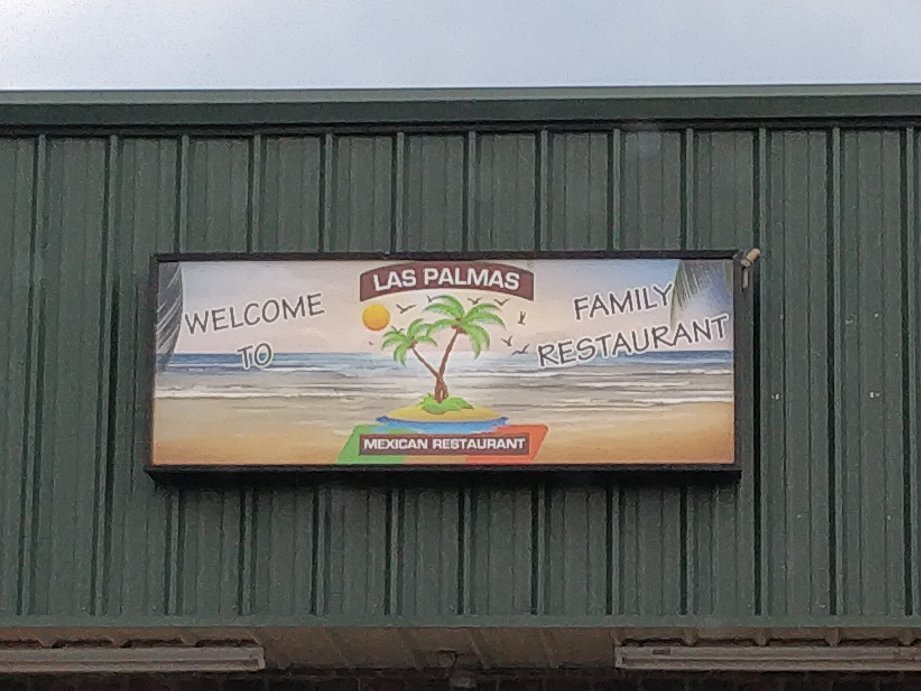 WELCOME
TO
LAS PALMAS
MEXICAN RESTAURANT
FAMILY
RESTAURANT